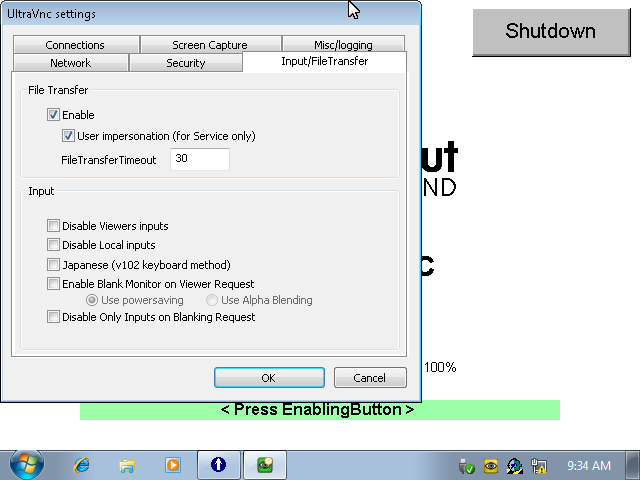 UltraVnc settings
Shutdown
Connections
Screen Capture
Misc/logging
Network
Security
Input/FileTransfer
File Transfer
Enable
User impersonation (for Service only)
FileTransferTimeout 30
ut
ND
Input
Disable Viewers inputs
Disable Local inputs
Japanese (v102 keyboard method)
Enable Blank Monitor on Viewer Request
Use powersaving
Use Alpha Blending
Disable Only Inputs on Blanking Request
100%
OK
Cancel
< Press EnablingButton >
9:34 AM